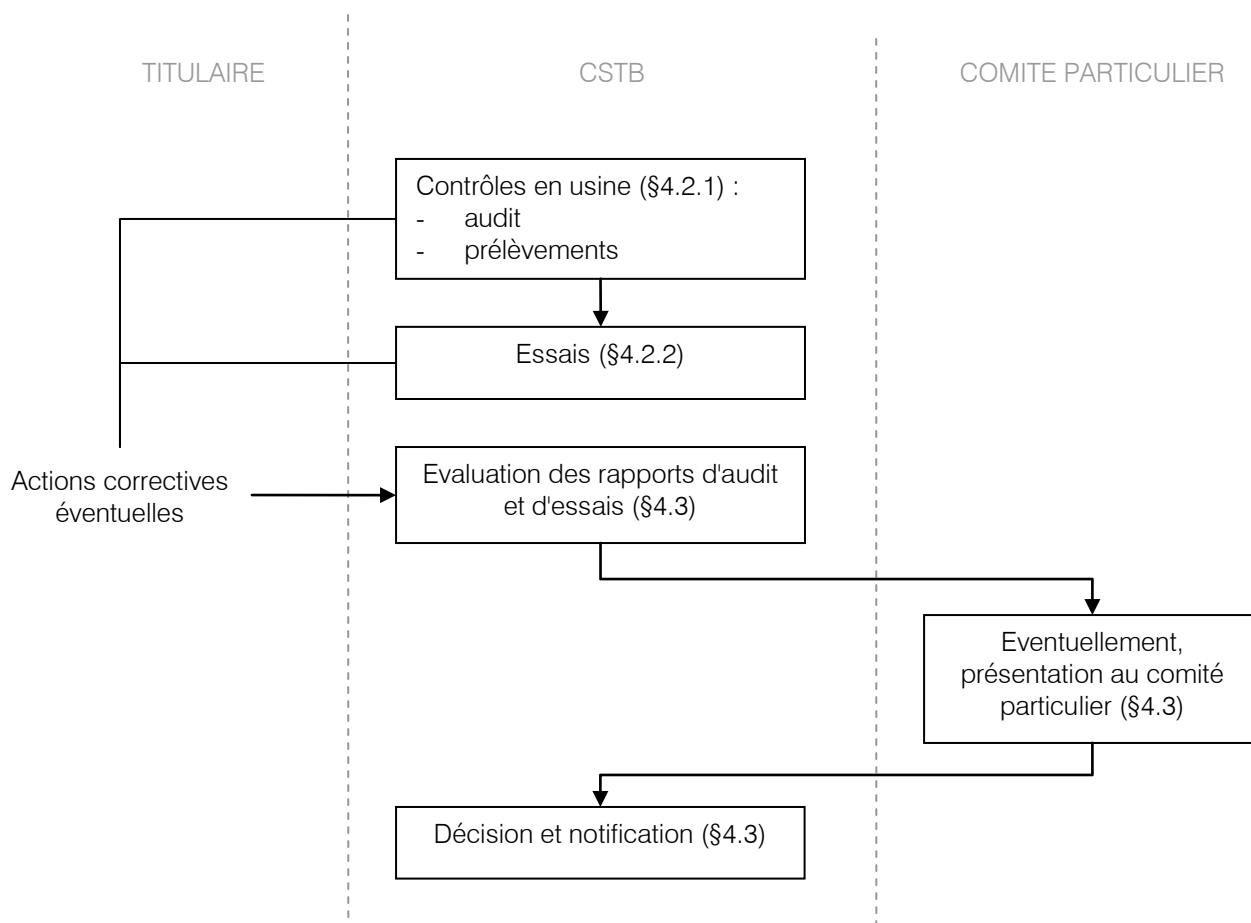 TITULAIRE
CSTB
COMITE PARTICULIER
Contrôles en usine (§4.2.1) :
- audit
- prélèvements
Essais (§4.2.2)
Actions correctives
éventuelles
Evaluation des rapports d'audit
et d'essais (§4.3)
Eventuellement,
présentation au comité
particulier (§4.3)
Décision et notification (§4.3)